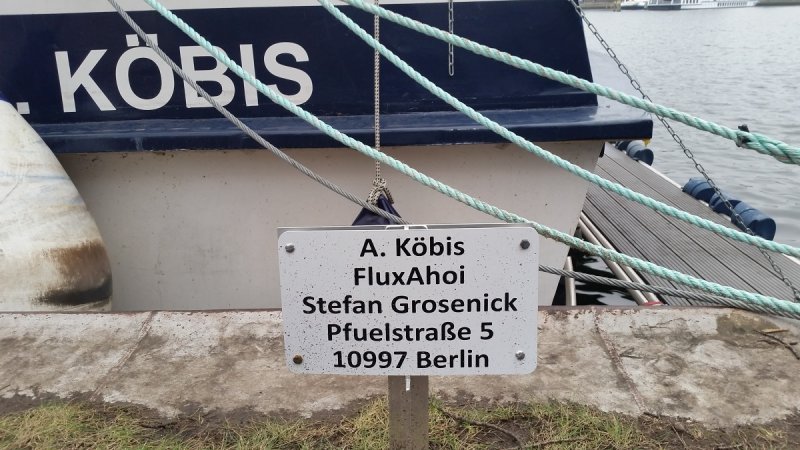 . KÖBIS
A. Köbis
FluxAhoi
Stefan Grosenick
Pfuelstraße 5
10997 Berlin